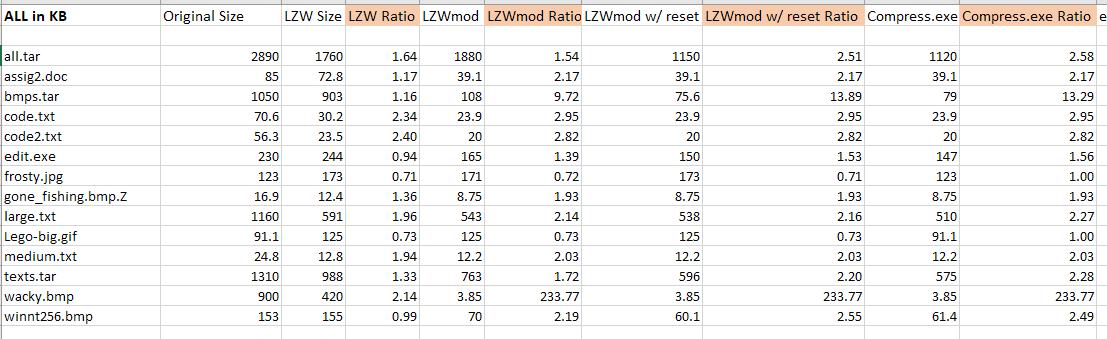 ALL in KB Original Size LZW Size LZW Ratio LZWmod LZWmod Ratio LZWmod w/ reset LZWmod w/ reset Ratio Compress.exe Compress.exe Ratio e
all.tar 2890 1760 1.64 1880 1.54 1150 2.51 1120 2.58
assig2.doc 85 72.8 1.17 39.1 2.17 39.1 2.17 39.1 2.17
bmps.tar 1050 903 1.16 108 9.72 75.6 13.89 79 13.29
code.txt 70.6 30.2 2.34 23.9 2.95 23.9 2.95 23.9 2.95
code2.txt 56.3 23.5 2.40 20 2.82 20 2.82 20 2.82
edit.exe 230 244 0.94 165 1.39 150 1.53 147 1.56
frosty.jpg 123 173 0.71 171 0.72 173 0.71 123 1.00
gone_fishing.bmp.Z 16.9 12.4 1.36 8.75 1.93 8.75 1.93 8.75 1.93
large.txt 1160 591 1.96 543 2.14 538 2.16 510 2.27
Lego-big.gif 91.1 125 0.73 125 0.73 125 0.73 91.1 1.00
medium.txt 24.8 12.8 1.94 12.2 2.03 12.2 2.03 12.2 2.03
texts.tar 1310 988 1.33 763 1.72 596 2.20 575 2.28
wacky.bmp 900 420 2.14 3.85 233.77 3.85 233.77 3.85 233.77
winnt256.bmp 153 155 0.99 70 2.19 60.1 2.55 61.4 2.49